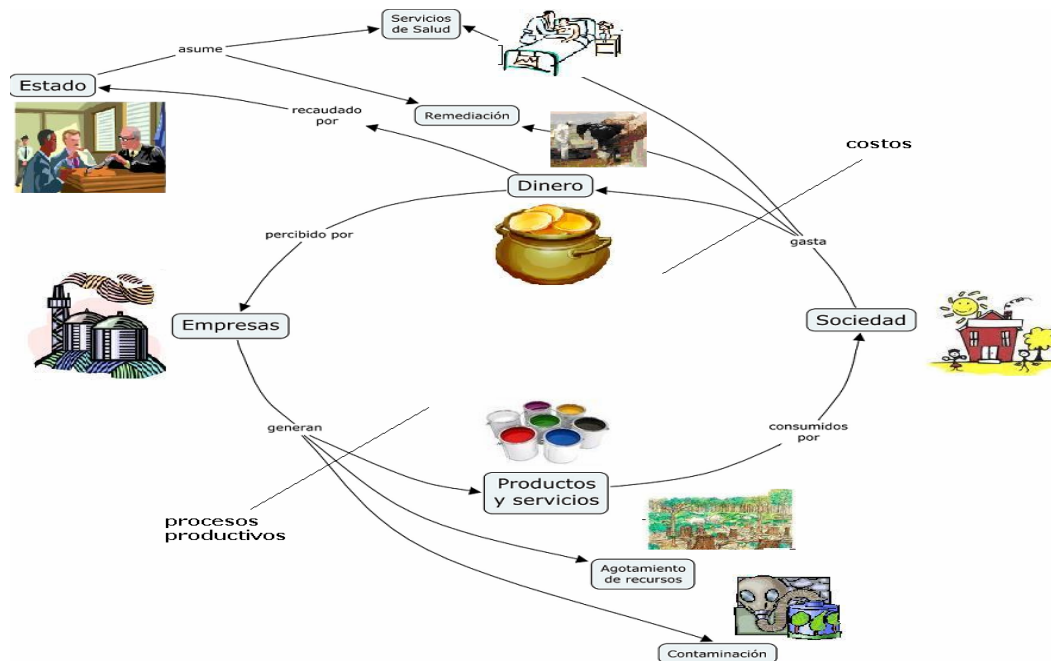 Servicios
de Salud
asume
Estado
recaudado
por
Remediación
costos
Dinero
percibido por
gasta
Empresas
Sociedad
generan
consumidos
por
Productos
y servicios
procesos
productivos
Agotamiento
de recursos
Contaminación